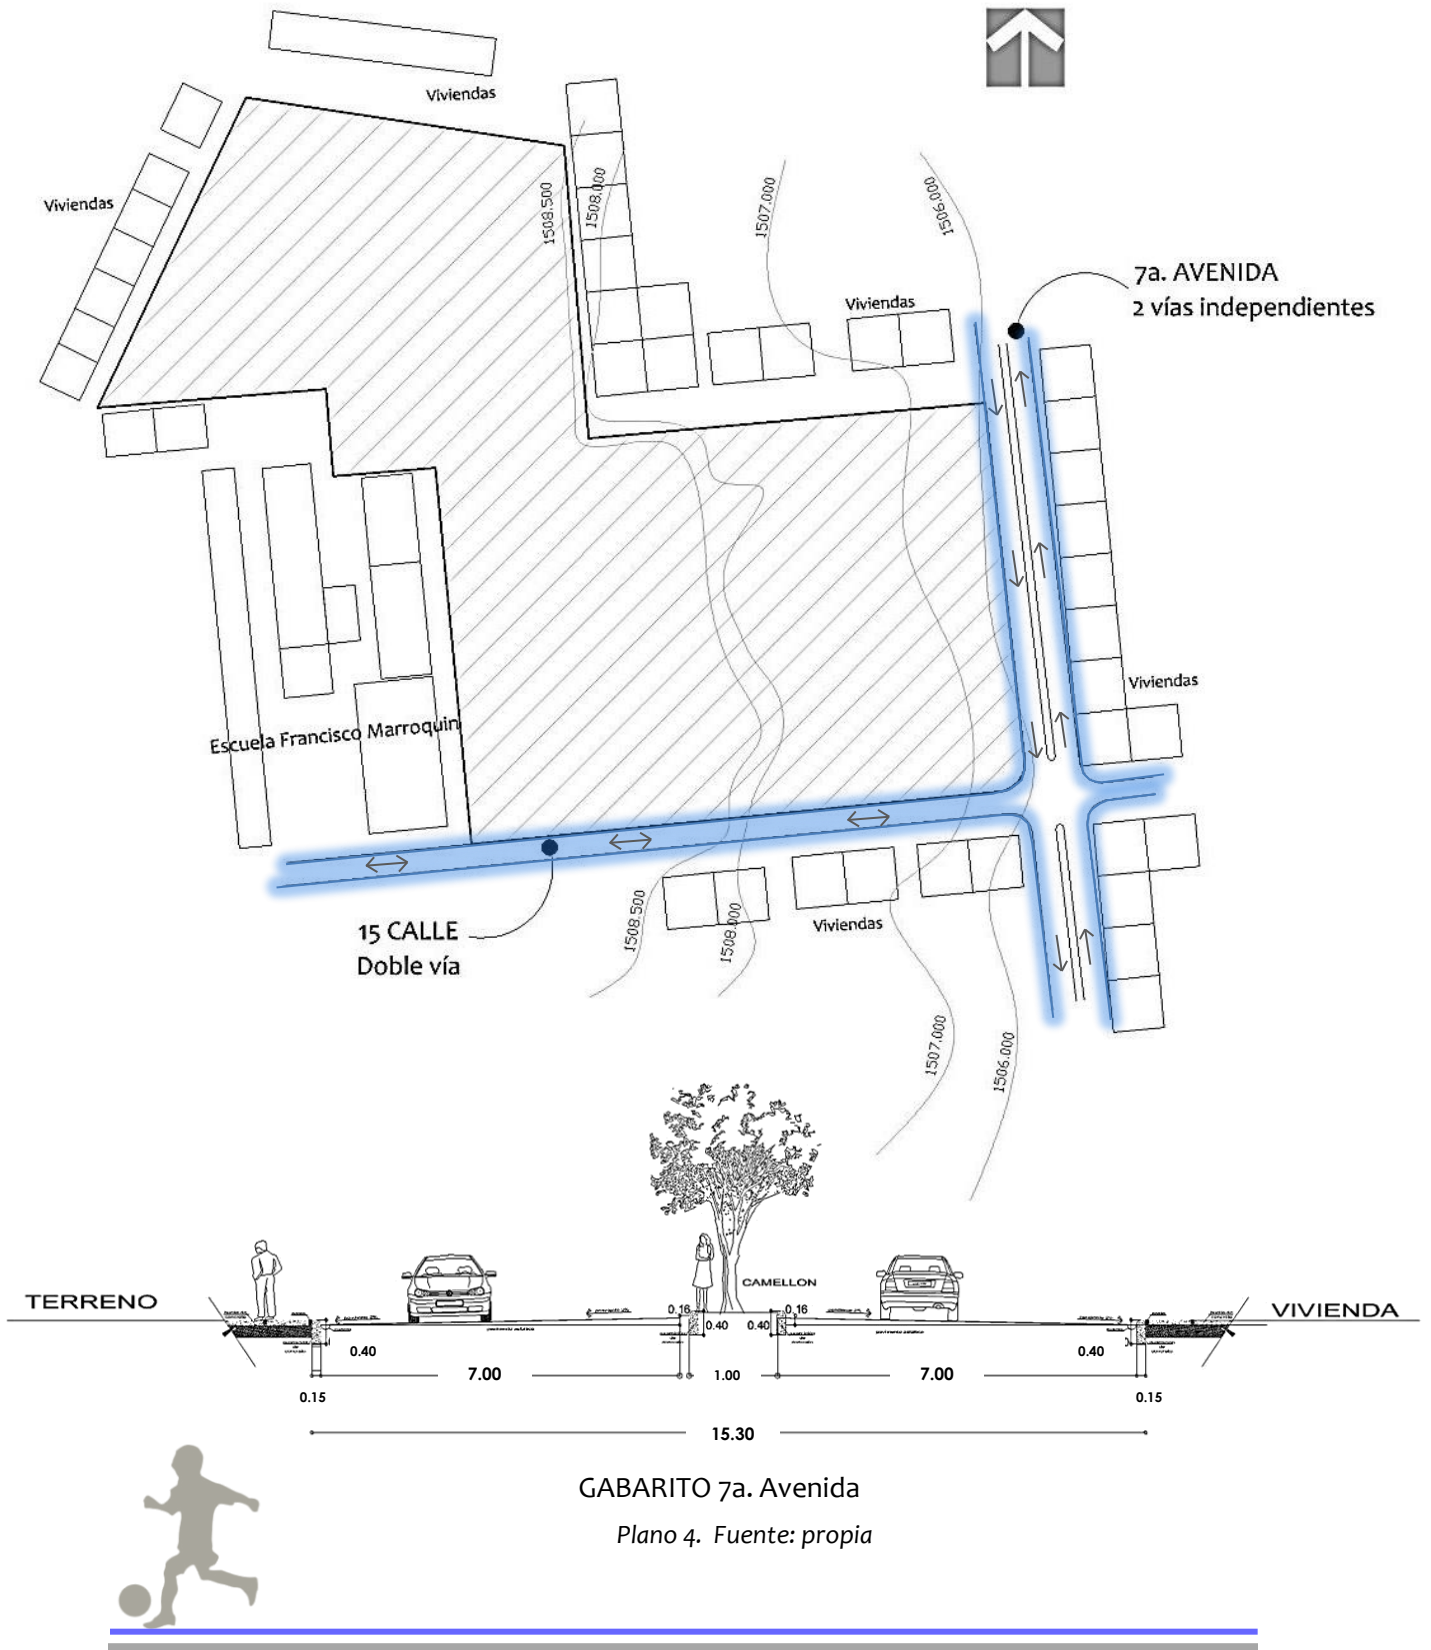 Viviendas
Viviendas
1508.500
1508.000
1507.000
1506.000
7a. AVENIDA
2 vías independientes
Viviendas
Viviendas
Escuela Francisco Marroquin
15 CALLE
Doble vía
1508.500
1508.000
Viviendas
1507.000
1506.000
TERRENO
CAMELLON
VIVIENDA
0.16
0.16
0.40
0.40
0.40
0.40
7.00
1.00
7.00
0.15
0.15
15.30
GABARITO 7a. Avenida
Plano 4. Fuente: propia